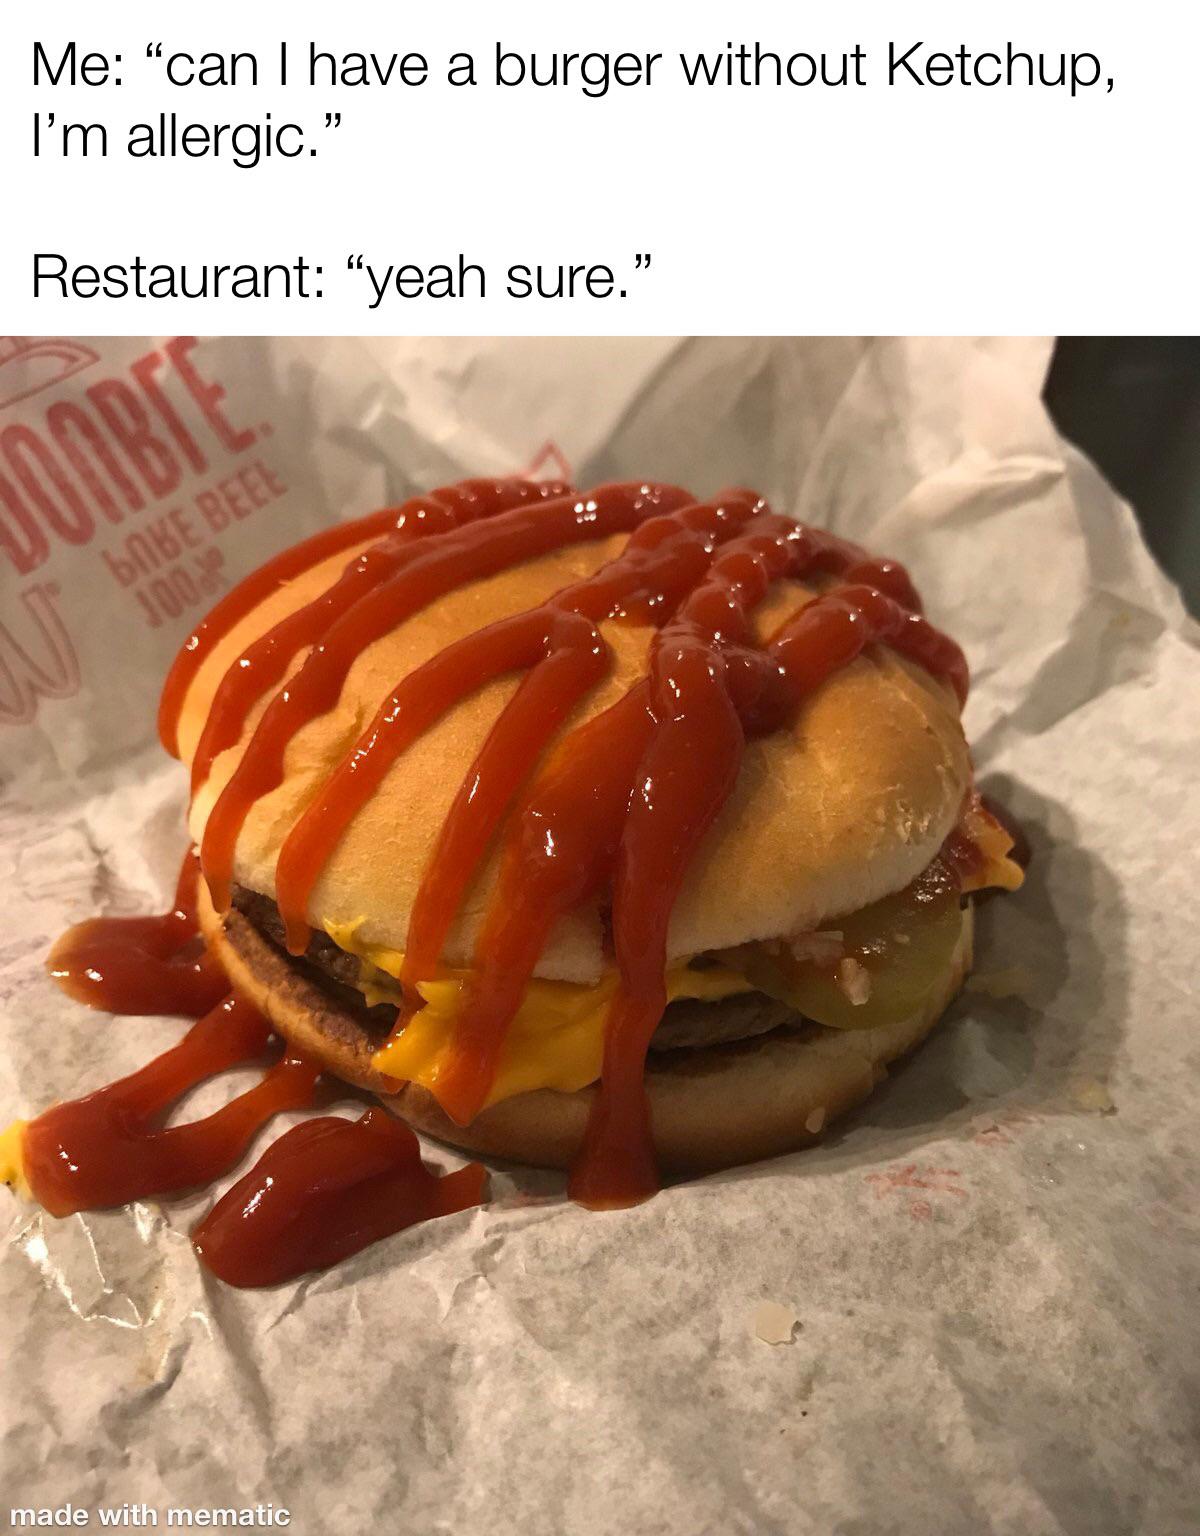 Me: “can I have a burger without Ketchup,
I’m allergic.”
Restaurant: “yeah sure.”
DOUBLE.
PURE BEEF
100%
made with mematic